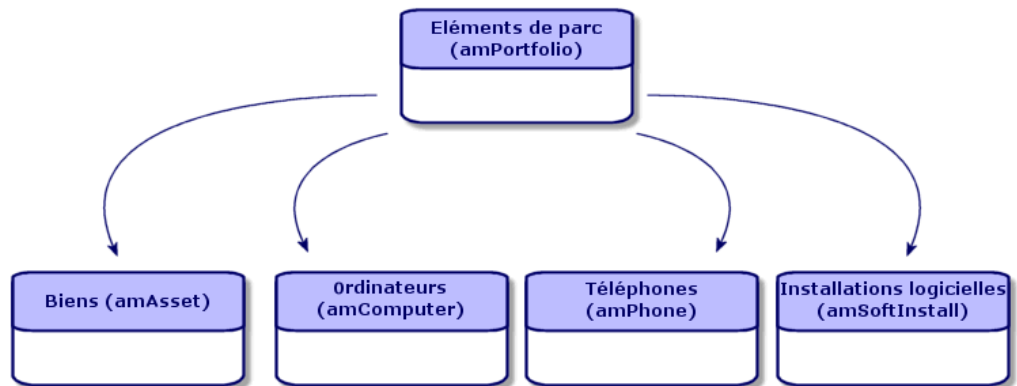 Eléments de parc
(amPortfolio)
Biens (amAsset)
0rdinateurs
(amComputer)
Téléphones
(amPhone)
Installations logicielles
(amSoftInstall)